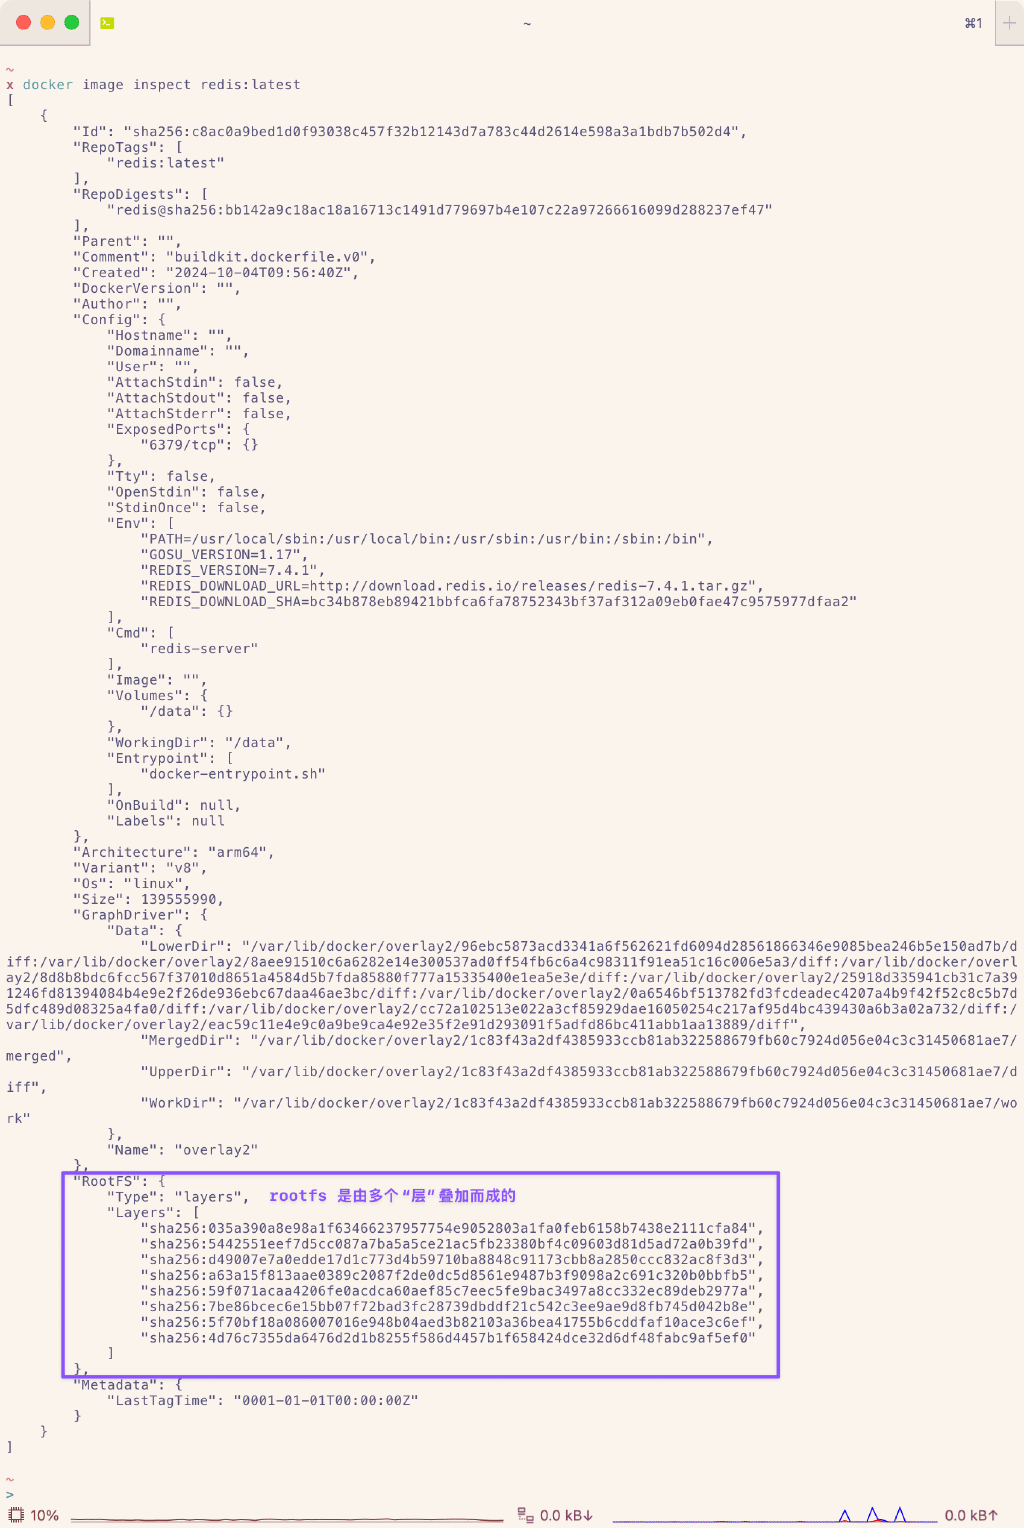 ~
⌘1
~
x docker image inspect redis:latest
[
    {
        "Id": "sha256:c8ac0a9bed1d0f93038c457f32b12143d7a783c44d2614e598a3a1bdb7b502d4",
        "RepoTags": [
            "redis:latest"
        ],
        "RepoDigests": [
            "redis@sha256:bb142a9c18ac18a16713c1491d779697b4e107c22a97266616099d288237ef47"
        ],
        "Parent": "",
        "Comment": "buildkit.dockerfile.v0",
        "Created": "2024-10-04T09:56:40Z",
        "DockerVersion": "",
        "Author": "",
        "Config": {
            "Hostname": "",
            "Domainname": "",
            "User": "",
            "AttachStdin": false,
            "AttachStdout": false,
            "AttachStderr": false,
            "ExposedPorts": {
                "6379/tcp": {}
            },
            "Tty": false,
            "OpenStdin": false,
            "StdinOnce": false,
            "Env": [
                "PATH=/usr/local/sbin:/usr/local/bin:/usr/sbin:/usr/bin:/sbin:/bin",
                "GOSU_VERSION=1.17",
                "REDIS_VERSION=7.4.1",
                "REDIS_DOWNLOAD_URL=http://download.redis.io/releases/redis-7.4.1.tar.gz",
                "REDIS_DOWNLOAD_SHA=bc34b878eb89421bbfca6fa78752343bf37af312a09eb0fae47c9575977dfaa2"
            ],
            "Cmd": [
                "redis-server"
            ],
            "Image": "",
            "Volumes": {
                "/data": {}
            },
            "WorkingDir": "/data",
            "Entrypoint": [
                "docker-entrypoint.sh"
            ],
            "OnBuild": null,
            "Labels": null
        },
        "Architecture": "arm64",
        "Variant": "v8",
        "Os": "linux",
        "Size": 139555990,
        "GraphDriver": {
            "Data": {
                "LowerDir": "/var/lib/docker/overlay2/96ebc5873acd3341a6f562621fd6094d28561866346e9085bea246b5e150ad7b/d
iff:/var/lib/docker/overlay2/8aee91510c6a6282e14e300537ad0ff54fb6c6a4c98311f91ea51c16c006e5a3/diff:/var/lib/docker/overl
ay2/8d8b8bdc6fcc567f37010d8651a4584d5b7fda85880f777a15335400e1ea5e3e/diff:/var/lib/docker/overlay2/25918d335941cb31c7a39
1246fd81394084b4e9e2f26de936ebc67daa46ae3bc/diff:/var/lib/docker/overlay2/0a6546bf513782fd3fcdeadec4207a4b9f42f52c8c5b7d
5dfc489d08325a4fa0/diff:/var/lib/docker/overlay2/cc72a102513e022a3cf85929dae16050254c217af95d4bc439430a6b3a02a732/diff:/
var/lib/docker/overlay2/eac59c11e4e9c0a9be9ca4e92e35f2e91d293091f5adfd86bc411abb1aa13889/diff",
                "MergedDir": "/var/lib/docker/overlay2/1c83f43a2df4385933ccb81ab322588679fb60c7924d056e04c3c31450681ae7/
merged",
                "UpperDir": "/var/lib/docker/overlay2/1c83f43a2df4385933ccb81ab322588679fb60c7924d056e04c3c31450681ae7/d
iff",
                "WorkDir": "/var/lib/docker/overlay2/1c83f43a2df4385933ccb81ab322588679fb60c7924d056e04c3c31450681ae7/wo
rk"
            },
            "Name": "overlay2"
        },
        "RootFS": {
            "Type": "layers", rootfs 是由多个“层”叠加而成的
            "Layers": [
                "sha256:035a390a8e98a1f63466237957754e9052803a1fa0feb6158b7438e2111cfa84",
                "sha256:5442551eef7d5cc087a7ba5a5ce21ac5fb23380bf4c09603d81d5ad72a0b39fd",
                "sha256:d49007e7a0edde17d1c773d4b59710ba8848c91173cbb8a2850ccc832ac8f3d3",
                "sha256:a63a15f813aae0389c2087f2de0dc5d8561e9487b3f9098a2c691c320b0bbfb5",
                "sha256:59f071acaa4206fe0acdca60aef85c7eec5fe9bac3497a8cc332ec89deb2977a",
                "sha256:7be86bcec6e15bb07f72bad3fc28739dbddf21c542c3ee9ae9d8fb745d042b8e",
                "sha256:5f70bf18a086007016e948b04aed3b82103a36bea41755b6cddfaf10ace3c6ef",
                "sha256:4d76c7355da6476d2d1b8255f586d4457b1f658424dce32d6df48fabc9af5ef0"
            ]
        },
        "Metadata": {
            "LastTagTime": "0001-01-01T00:00:00Z"
        }
    }
]
~
>
10% 0.0 kB↓ 0.0 kB↑